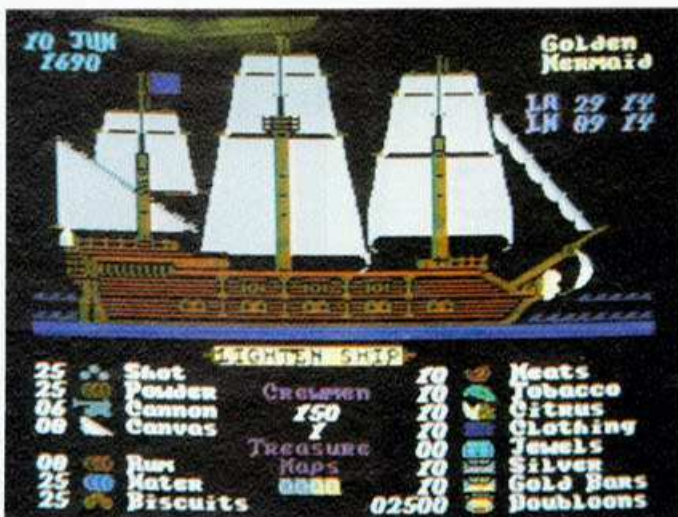 10 JUN
1690
Golden
Mermaid
LA 29 14
LN 89 14
LIGHTEN SHIP
25 Shot
25 Powder
06 Cannon
00 Canvas
00 Rum
25 Water
25 Biscuits
Crewmen
150
1
Treasure
Maps
10 Meats
10 Tobacco
10 Citrus
10 Clothing
00 Jewels
10 Silver
10 Gold Bars
02500 Doubloons